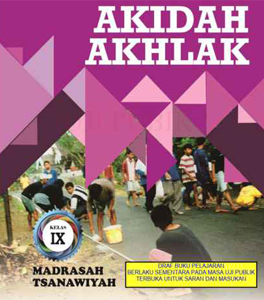 AKIDAH
AKHLAK
KELAS
IX
MADRASAH
TSANAWIYAH
DRAF BUKU PELAJARAN
BERLAKU SEMENTARA PADA MASA UJI PUBLIK
TERBUKA UNTUK SARAN DAN MASUKAN